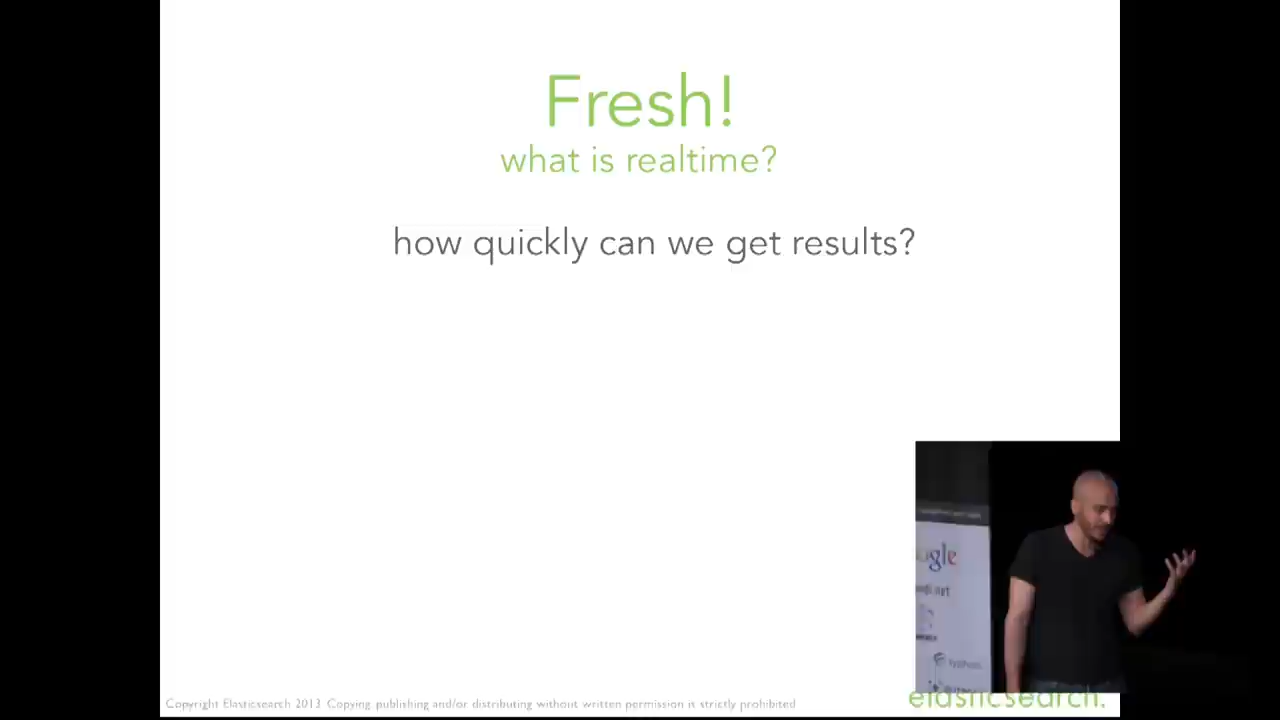 Fresh!
what is realtime?
how quickly can we get results?
Copyright Elasticsearch 2013 Copying, publishing and/or distributing without written permission is strictly prohibited
elasticsearch.